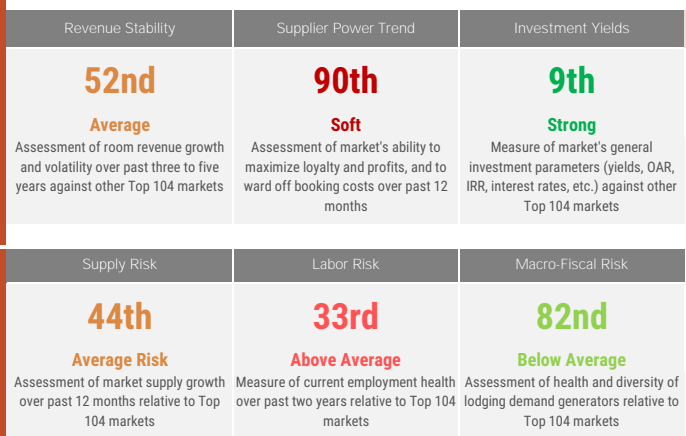 Revenue Stability
Supplier Power Trend
Investment Yields
52nd
90th
9th
Average
Soft
Strong
Assessment of room revenue growth
and volatility over past three to five
years against other Top 104 markets
Assessment of market's ability to
maximize loyalty and profits, and to
ward off booking costs over past 12
months
Measure of market's general
investment parameters (yields, OAR,
IRR, interest rates, etc.) against other
Top 104 markets
Supply Risk
Labor Risk
Macro-Fiscal Risk
44th
33rd
82nd
Average Risk
Above Average
Below Average
Assessment of market supply growth
over past 12 months relative to Top
104 markets
Measure of current employment health
over past two years relative to Top 104
markets
Assessment of health and diversity of
lodging demand generators relative to
Top 104 markets